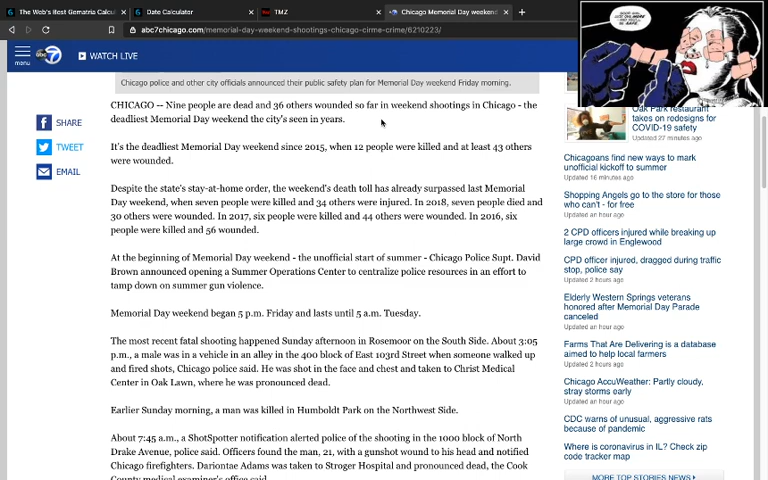 The Web's Best Gematria Calcul
Date Calculator
TMZ
Chicago Memorial Day weekend
abc7chicago.com/memorial-day-weekend-shootings-chicago-cirme-crime/6210223/
menu
abc 7
WATCH LIVE
Chicago police and other city officials announced their public safety plan for Memorial Day weekend Friday morning.
SHARE
TWEET
EMAIL
CHICAGO -- Nine people are dead and 36 others wounded so far in weekend shootings in Chicago - the
deadliest Memorial Day weekend the city's seen in years.
It's the deadliest Memorial Day weekend since 2015, when 12 people were killed and at least 43 others
were wounded.
Despite the state's stay-at-home order, the weekend's death toll has already surpassed last Memorial
Day weekend, when seven people were killed and 34 others were injured. In 2018, seven people died and
30 others were wounded. In 2017, six people were killed and 44 others were wounded. In 2016, six
people were killed and 56 wounded.
At the beginning of Memorial Day weekend - the unofficial start of summer - Chicago Police Supt. David
Brown announced opening a Summer Operations Center to centralize police resources in an effort to
tamp down on summer gun violence.
Memorial Day weekend began 5 p.m. Friday and lasts until 5 a.m. Tuesday.
The most recent fatal shooting happened Sunday afternoon in Rosemoor on the South Side. About 3:05
p.m., a male was in a vehicle in an alley in the 400 block of East 103rd Street when someone walked up
and fired shots, Chicago police said. He was shot in the face and chest and taken to Christ Medical
Center in Oak Lawn, where he was pronounced dead.
Earlier Sunday morning, a man was killed in Humboldt Park on the Northwest Side.
About 7:45 a.m., a ShotSpotter notification alerted police of the shooting in the 1000 block of North
Drake Avenue, police said. Officers found the man, 21, with a gunshot wound to his head and notified
Chicago firefighters. Dariontae Adams was taken to Stroger Hospital and pronounced dead, the Cook
County medical examiner's office said.
Oak Park restaurant
takes on redesigns for
COVID-19 safety
Updated 27 minutes ago
Chicagoans find new ways to mark
unofficial kickoff to summer
Updated 16 minutes ago
Shopping Angels go to the store for those
who can't - for free
Updated an hour ago
2 CPD officers injured while breaking up
large crowd in Englewood
CPD officer injured, dragged during traffic
stop, police say
Updated 2 hours ago
Elderly Western Springs veterans
honored after Memorial Day Parade
canceled
Updated an hour ago
Farms That Are Delivering is a database
aimed to help local farmers
Updated 2 hours ago
Chicago AccuWeather: Partly cloudy,
stray storms early
Updated 2 hours ago
CDC warns of unusual, aggressive rats
because of pandemic
Where is coronavirus in IL? Check zip
code tracker map
MORE TOP STORIES NEWS